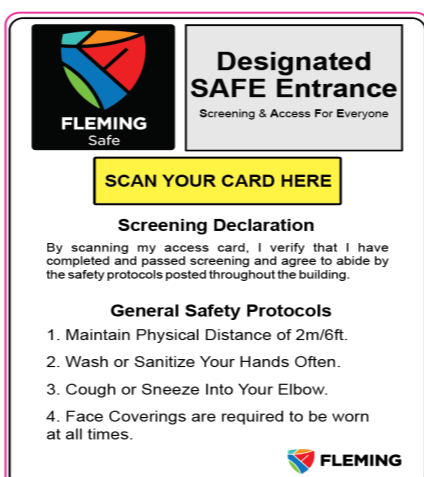 FLEMING
Safe
Designated
SAFE Entrance
Screening & Access For Everyone
SCAN YOUR CARD HERE
Screening Declaration
By scanning my access card, I verify that I have
completed and passed screening and agree to abide by
the safety protocols posted throughout the building.
General Safety Protocols
1. Maintain Physical Distance of 2m/6ft.
2. Wash or Sanitize Your Hands Often.
3. Cough or Sneeze Into Your Elbow.
4. Face Coverings are required to be worn
at all times.
FLEMING